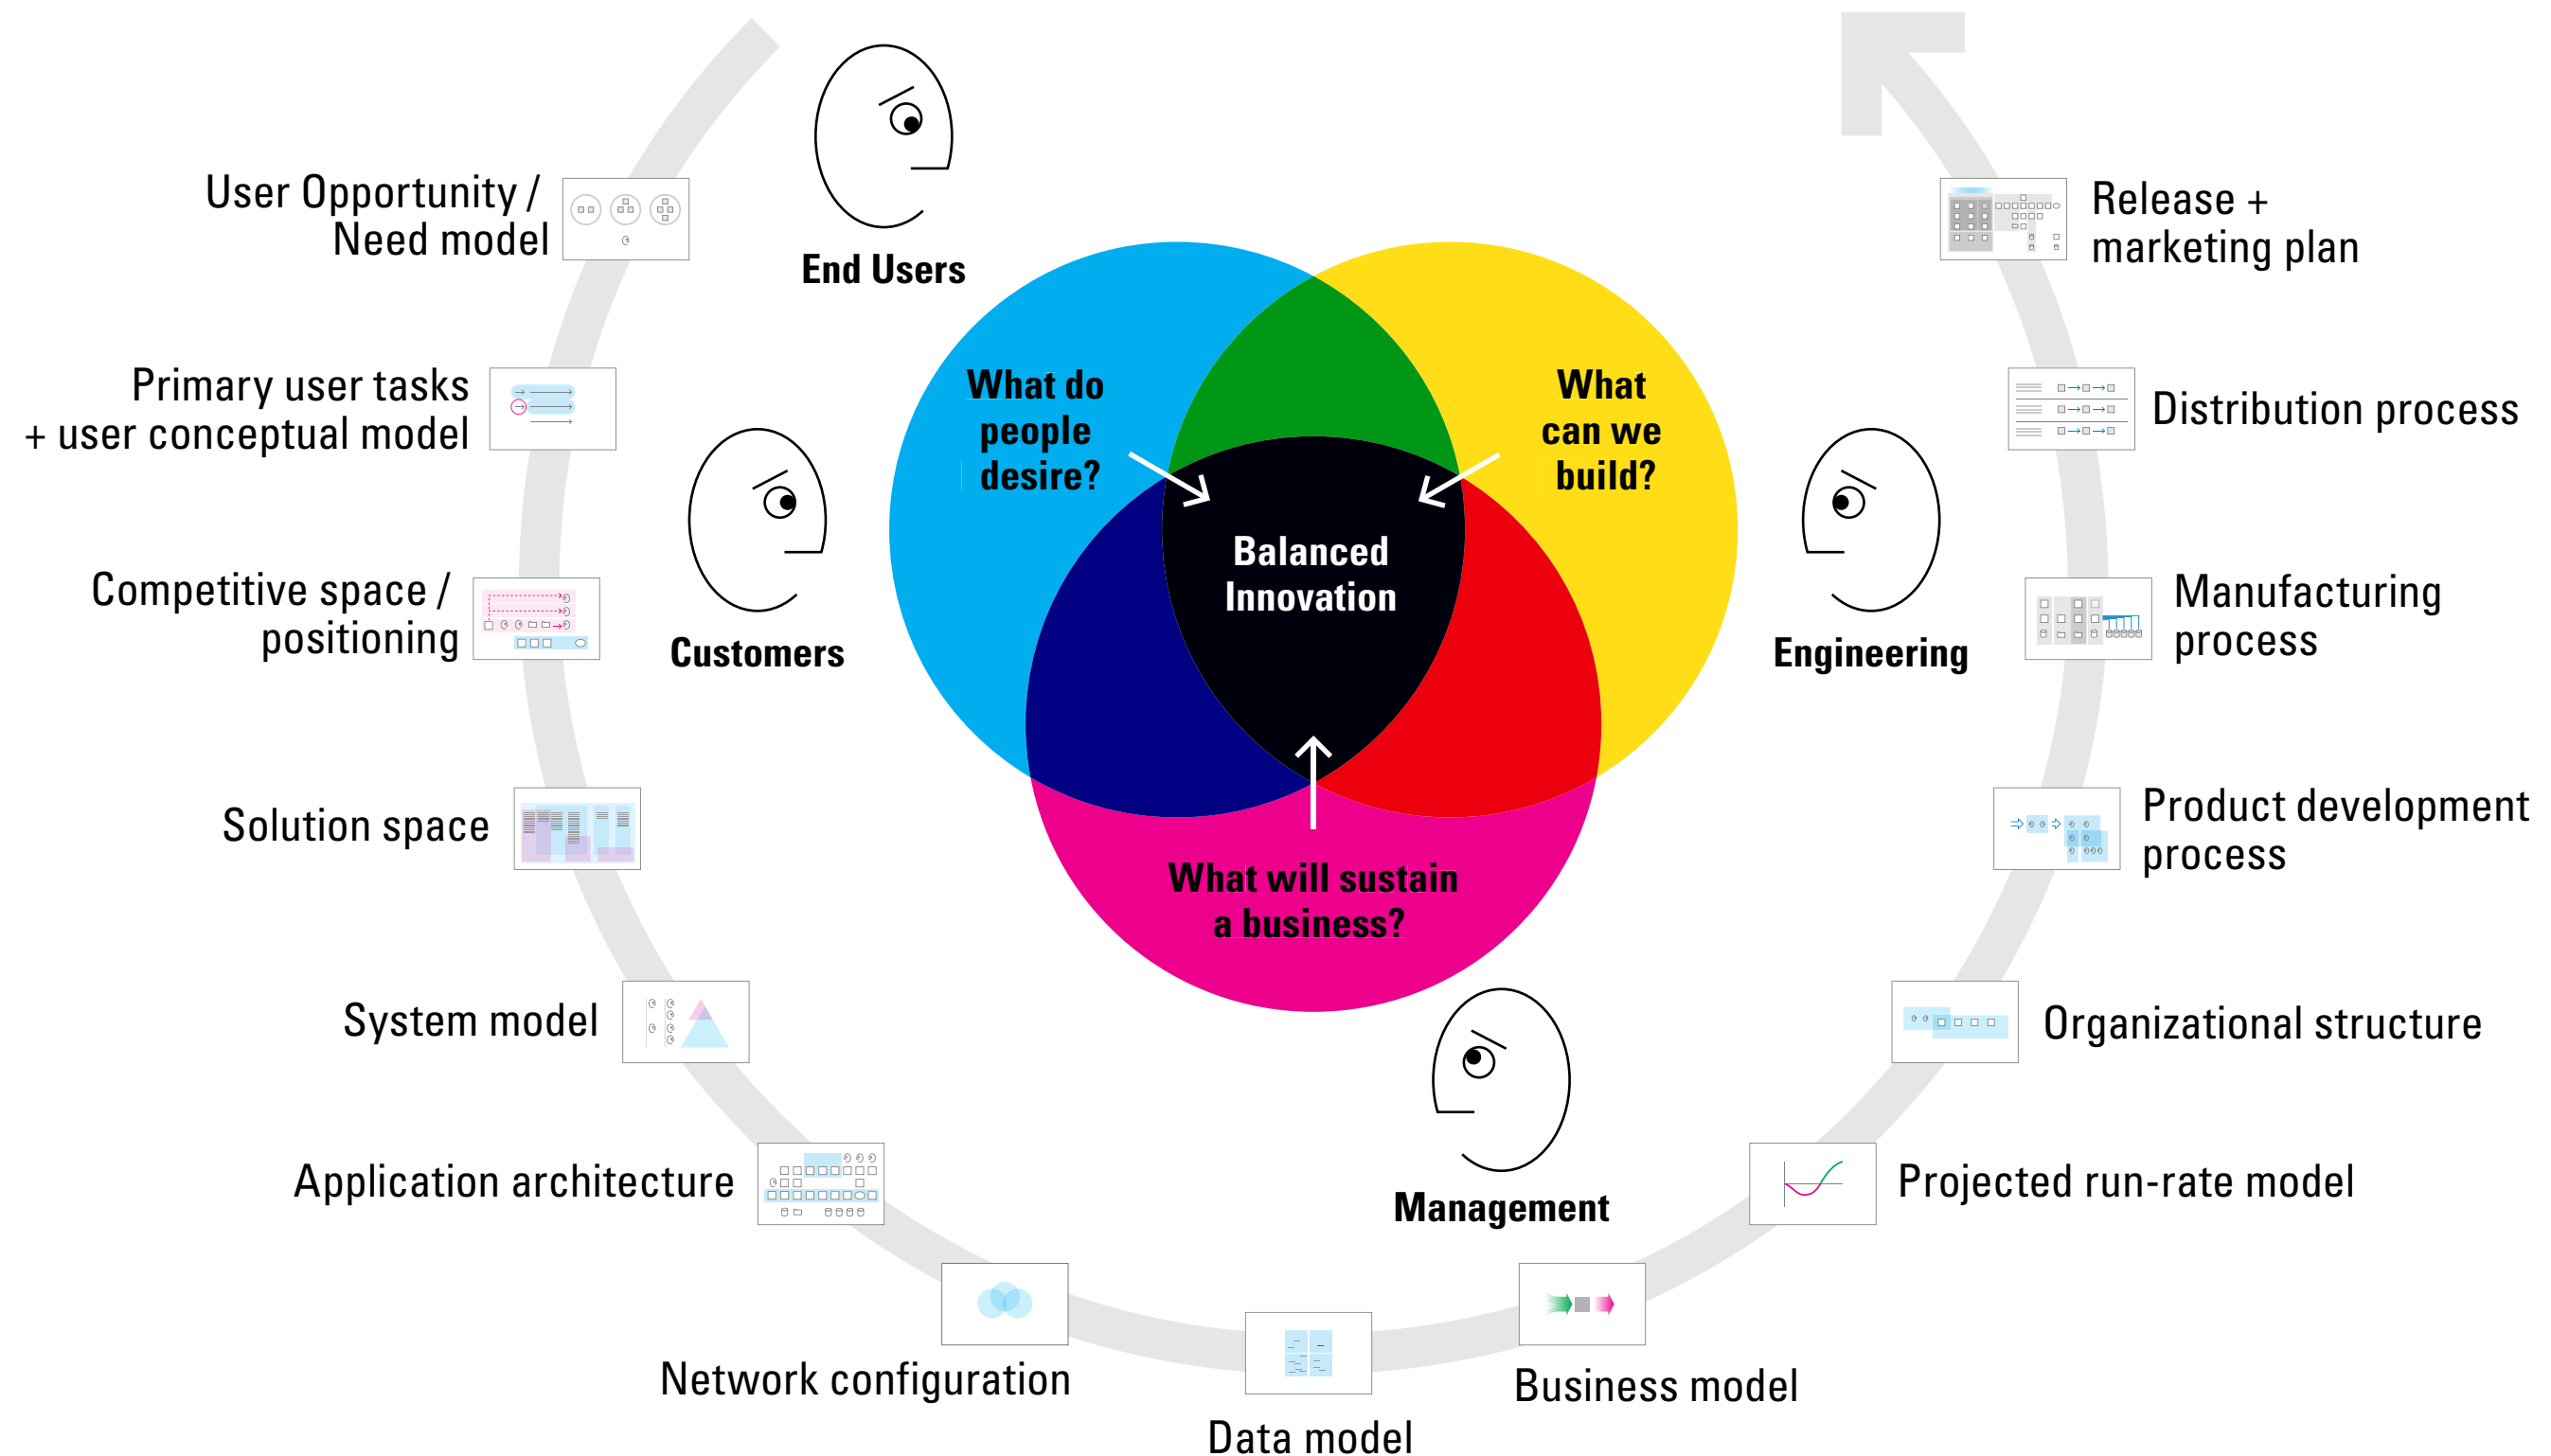 User Opportunity /
Need model
Primary user tasks
+ user conceptual model
Competitive space /
positioning
Solution space
System model
Application architecture
Network configuration
Data model
Business model
Projected run-rate model
Organizational structure
Product development
process
Manufacturing
process
Distribution process
Release +
marketing plan
End Users
Customers
Engineering
Management
What do
people
desire?
What
can we
build?
Balanced
Innovation
What will sustain
a business?